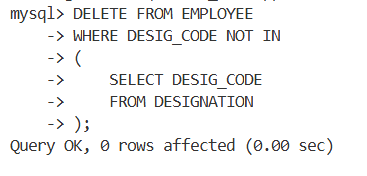 mysql> DELETE FROM EMPLOYEE
    -> WHERE DESIG_CODE NOT IN
    -> (
    ->     SELECT DESIG_CODE
    ->     FROM DESIGNATION
    -> );
Query OK, 0 rows affected (0.00 sec)